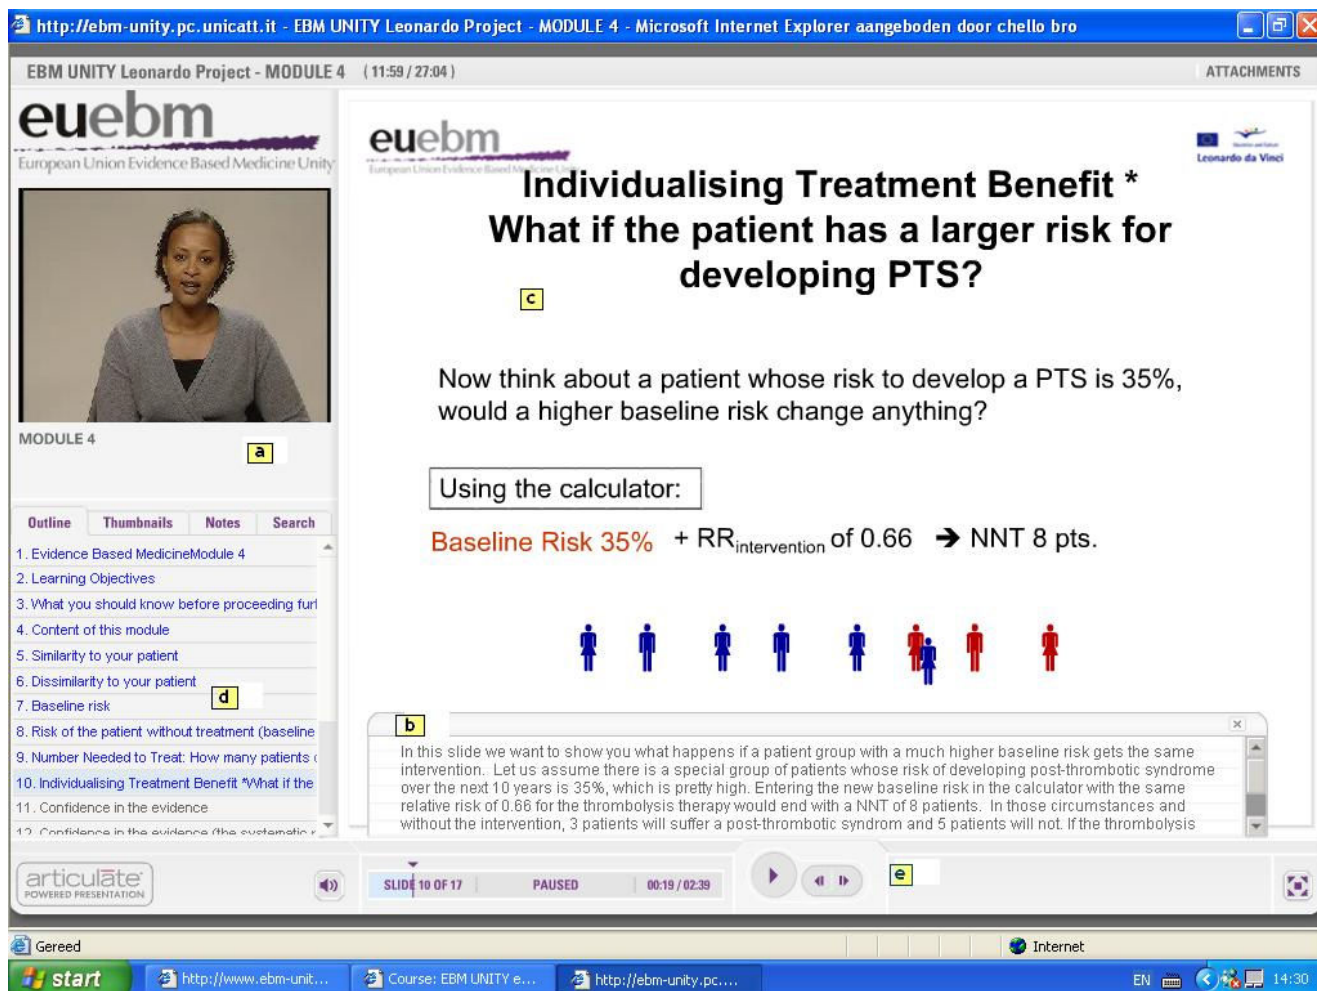 http://ebm-unity.pc.unicatt.it - EBM UNITY Leonardo Project - MODULE 4 - Microsoft Internet Explorer aangeboden door chello bro
EBM UNITY Leonardo Project - MODULE 4 ( 11:59 / 27:04 )
ATTACHMENTS
euebm
European Union Evidence Based Medicine Unity
MODULE 4
a
Outline Thumbnails Notes Search
1. Evidence Based MedicineModule 4
2. Learning Objectives
3. What you should know before proceeding furt
4. Content of this module
5. Similarity to your patient
6. Dissimilarity to your patient
d
7. Baseline risk
8. Risk of the patient without treatment (baseline
9. Number Needed to Treat: How many patients
10. Individualising Treatment Benefit *What if the
11. Confidence in the evidence
12. Confidence in the evidence (the systematic r
euebm
European Union Evidence Based Medicine Unity
Leonardo da Vinci
Individualising Treatment Benefit *
What if the patient has a larger risk for
developing PTS?
c
Now think about a patient whose risk to develop a PTS is 35%,
would a higher baseline risk change anything?
Using the calculator:
Baseline Risk 35% + RRintervention of 0.66 ➔ NNT 8 pts.
b
In this slide we want to show you what happens if a patient group with a much higher baseline risk gets the same
intervention. Let us assume there is a special group of patients whose risk of developing post-thrombotic syndrome
over the next 10 years is 35%, which is pretty high. Entering the new baseline risk in the calculator with the same
relative risk of 0.66 for the thrombolysis therapy would end with a NNT of 8 patients. In those circumstances and
without the intervention, 3 patients will suffer a post-thrombotic syndrom and 5 patients will not. If the thrombolysis
articulate
POWERED PRESENTATION
SLIDE 10 OF 17 PAUSED 00:19 / 02:39
e
Gereed
Internet
start http://www.ebm-unit... Course: EBM UNITY e... http://ebm-unity.pc.... EN 14:30